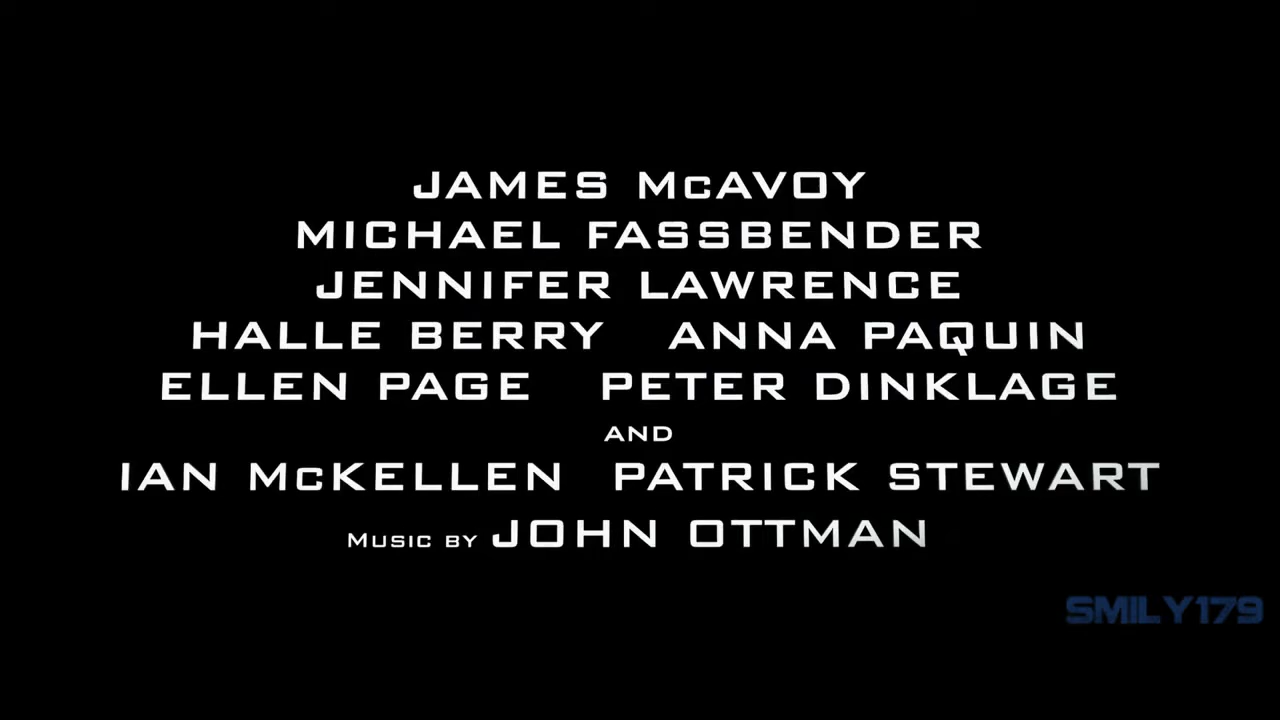 JAMES McAVOY
MICHAEL FASSBENDER
JENNIFER LAWRENCE
HALLE BERRY ANNA PAQUIN
ELLEN PAGE PETER DINKLAGE
AND
IAN McKELLEN PATRICK STEWART
MUSIC BY JOHN OTTMAN
SMILY179